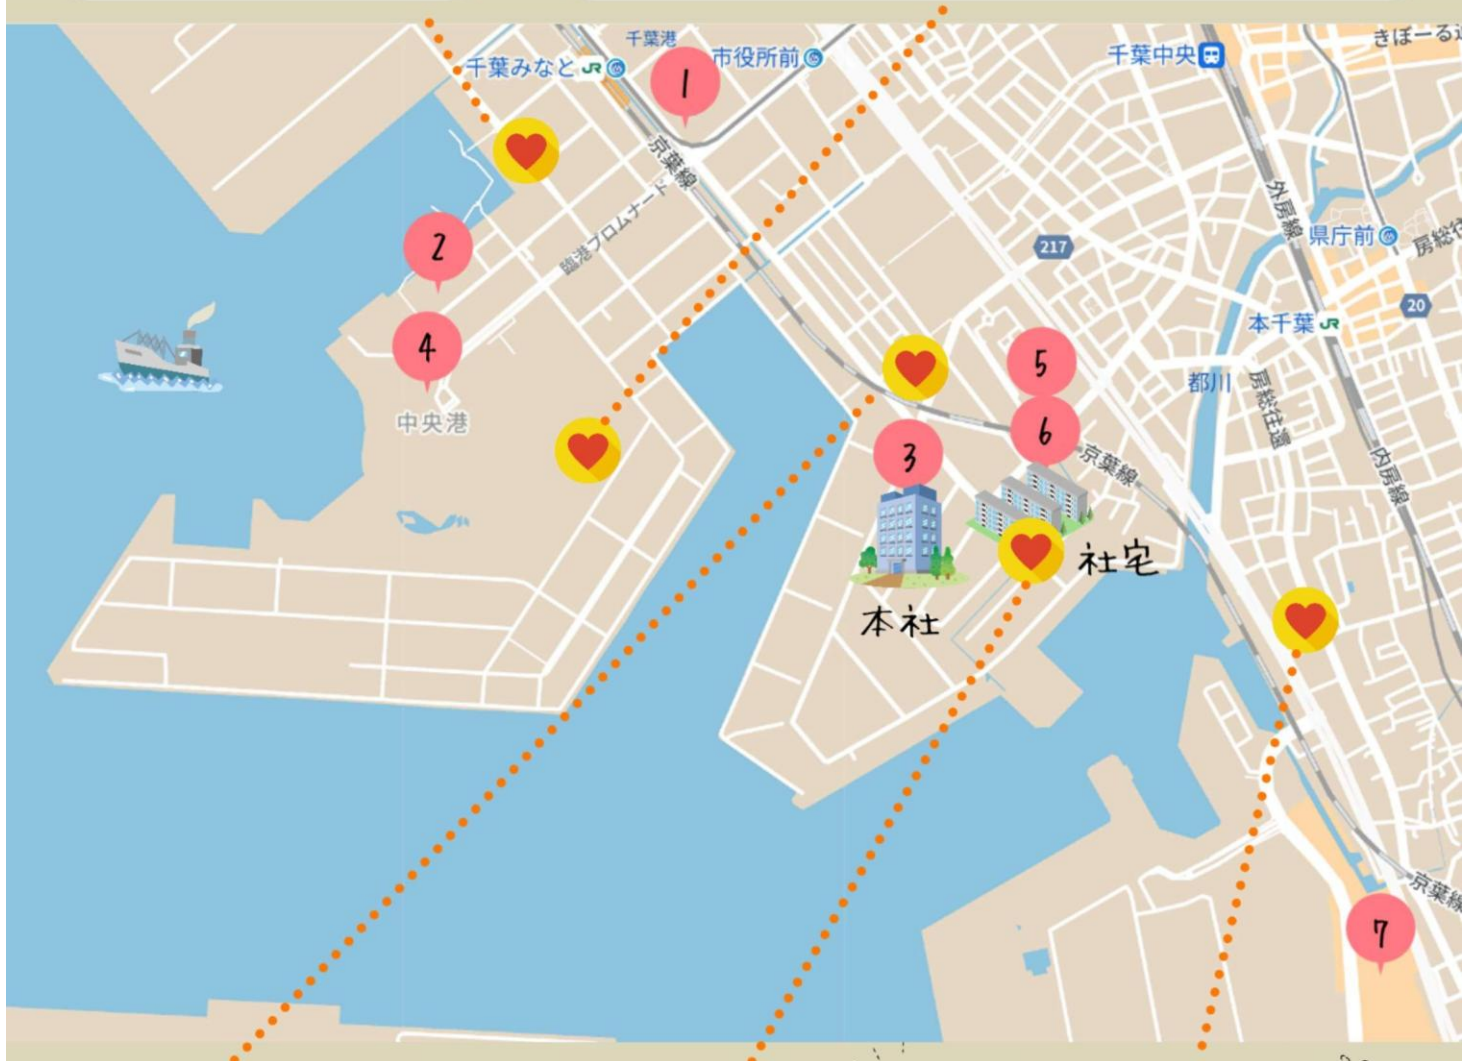 千葉港
市役所前
千葉中央
きぼーる
千葉みなと JR
1
京葉線
臨港プロムナード
外房線
県庁前
217
房総往
2
20
本千葉 JR
4
5
都川
房総往還
中央港
6
3
京葉線
内房線
社宅
本社
京葉線
7